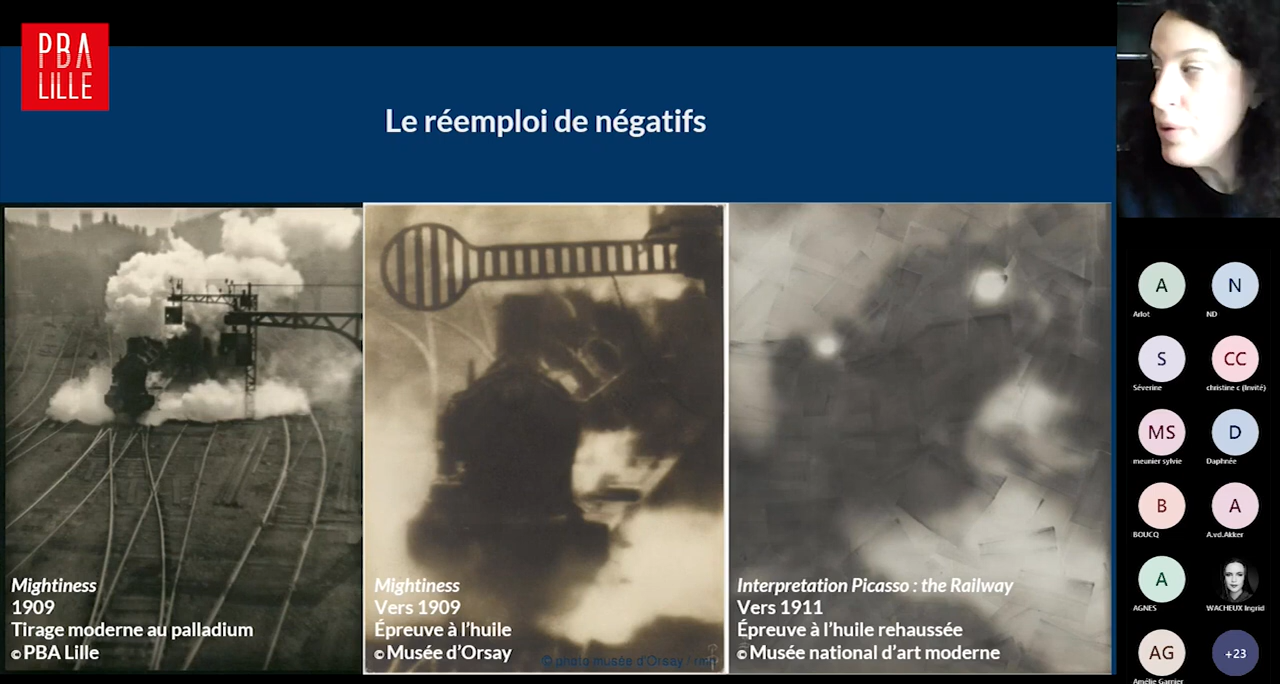 PBA
LILLE
Le réemploi de négatifs
Mightiness
1909
Tirage moderne au palladium
© PBA Lille
Mightiness
Vers 1909
Épreuve à l'huile
© Musée d'Orsay
© photo musée d'Orsay / rmn
Interpretation Picasso : the Railway
Vers 1911
Épreuve à l'huile rehaussée
© Musée national d'art moderne
A
Arlot
N
ND
S
Séverine
CC
christine c (Invité)
MS
meunier sylvie
D
Daphnée
B
BOUCQ
A
A.vd.Akker
A
AGNES
WACHEUX Ingrid
AG
Amélie Garnier
+23